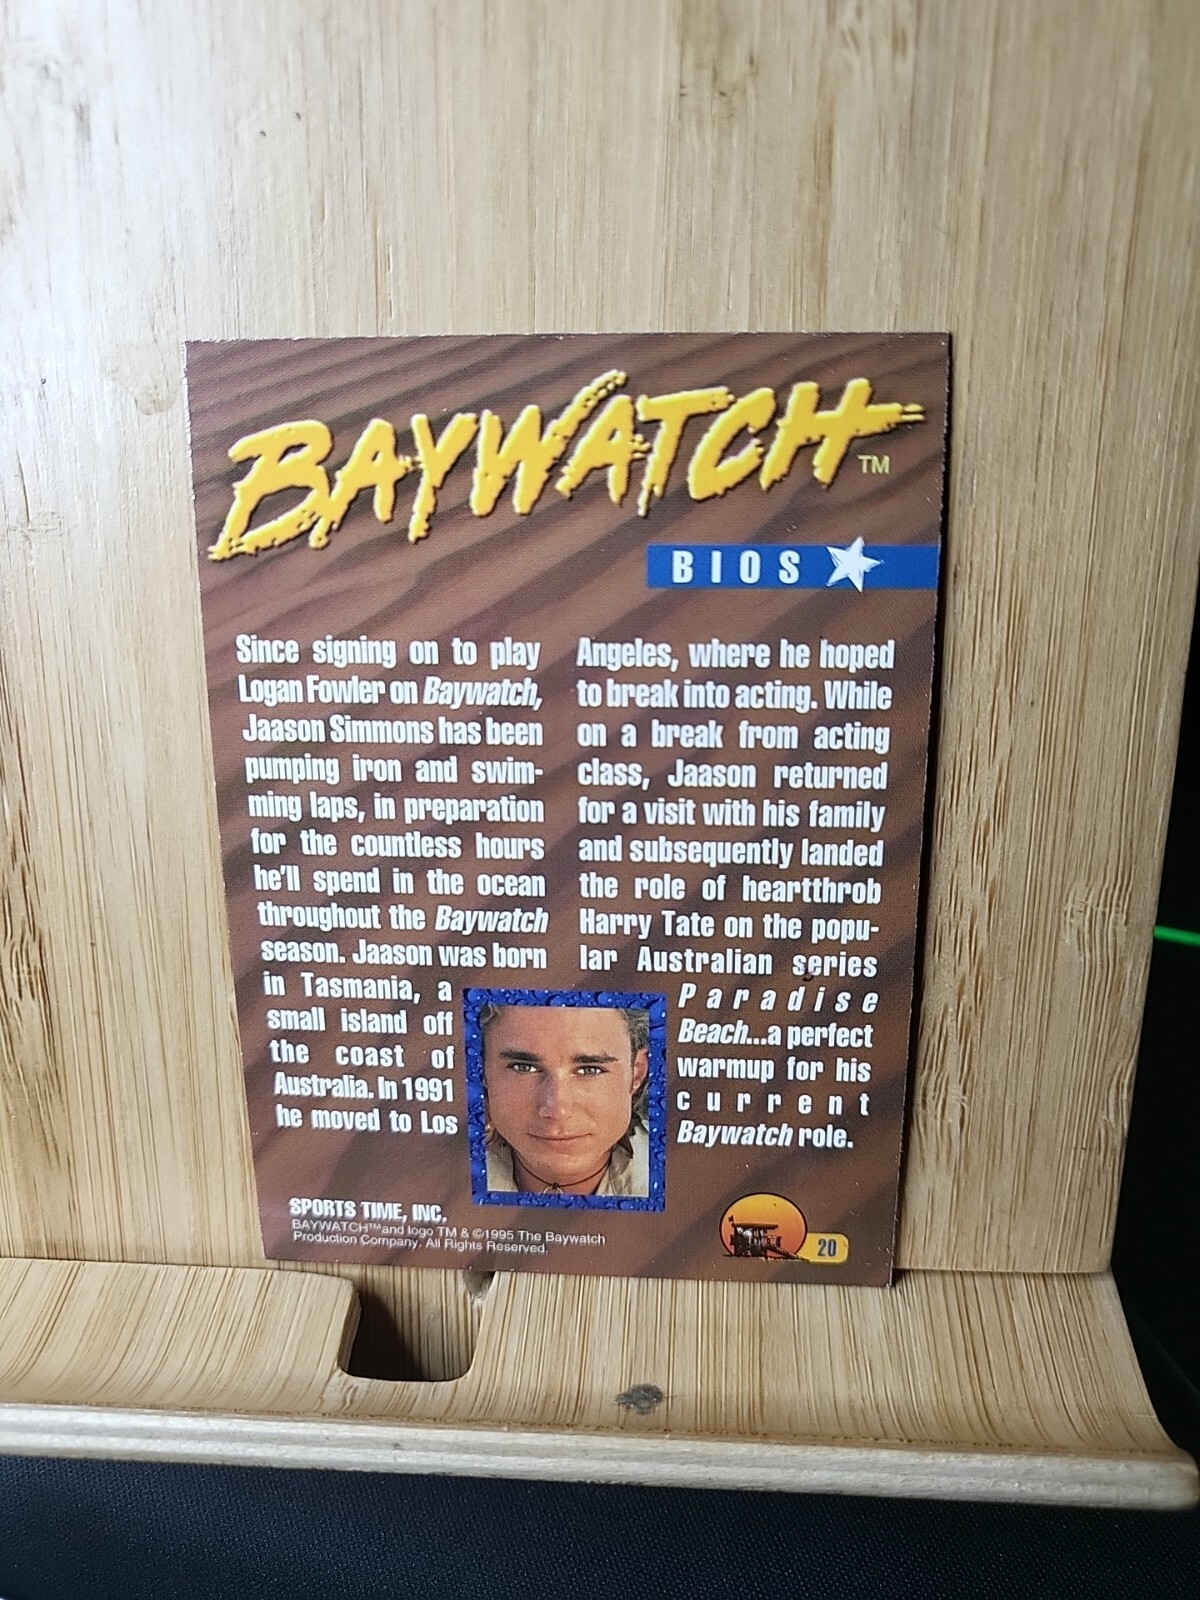 BAYWATCH™
BIOS
Since signing on to play
Logan Fowler on Baywatch,
Jaason Simmons has been
pumping iron and swim-
ming laps, in preparation
for the countless hours
he'll spend in the ocean
throughout the Baywatch
season. Jaason was born
in Tasmania, a
small island off
the coast of
Australia. In 1991
he moved to Los
Angeles, where he hoped
to break into acting. While
on a break from acting
class, Jaason returned
for a visit with his family
and subsequently landed
the role of heartthrob
Harry Tate on the popu-
lar Australian series
Paradise
Beach...a perfect
warmup for his
current
Baywatch role.
SPORTS TIME, INC.
BAYWATCH™and logo TM & ©1995 The Baywatch
Production Company. All Rights Reserved.
20